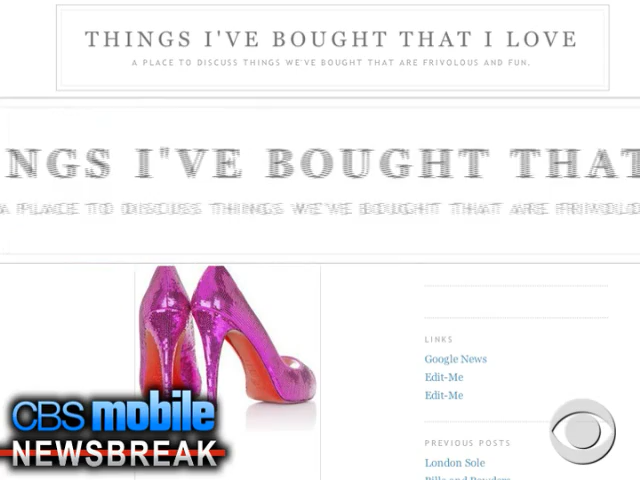 THINGS I'VE BOUGHT THAT I LOVE
A PLACE TO DISCUSS THINGS WE'VE BOUGHT THAT ARE FRIVOLOUS AND FUN.
NGS I'VE BOUGHT THAT
A PLACE TO DISCUSS THINGS WE'VE BOUGHT THAT ARE FRIVOLO
LINKS
Google News
Edit-Me
Edit-Me
PREVIOUS POSTS
London Sole
CBS mobile
NEWSBREAK